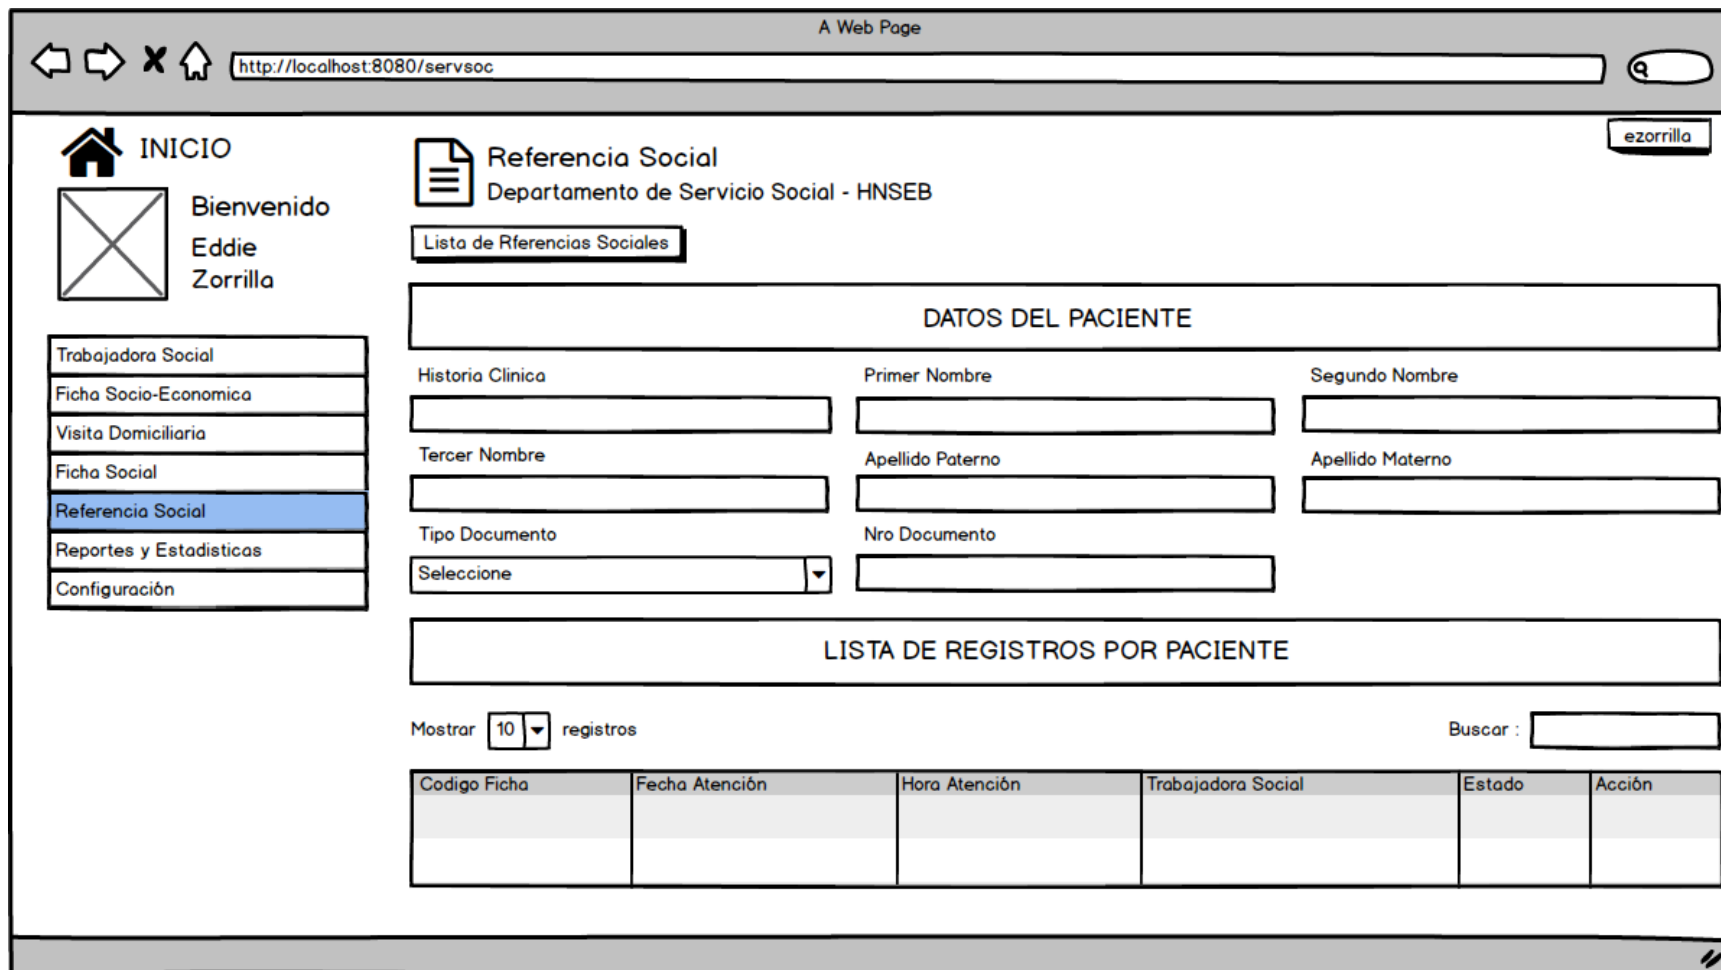 A Web Page
http://localhost:8080/servsoc
INICIO
Bienvenido
Eddie
Zorrilla
Trabajadora Social
Ficha Socio-Economica
Visita Domiciliaria
Ficha Social
Referencia Social
Reportes y Estadisticas
Configuración
ezorrilla
Referencia Social
Departamento de Servicio Social - HNSEB
Lista de Rferencias Sociales
DATOS DEL PACIENTE
Historia Clinica Primer Nombre Segundo Nombre
Tercer Nombre Apellido Paterno Apellido Materno
Tipo Documento Nro Documento
Seleccione
LISTA DE REGISTROS POR PACIENTE
Mostrar 10 registros Buscar :
Codigo Ficha Fecha Atención Hora Atención Trabajadora Social Estado Acción